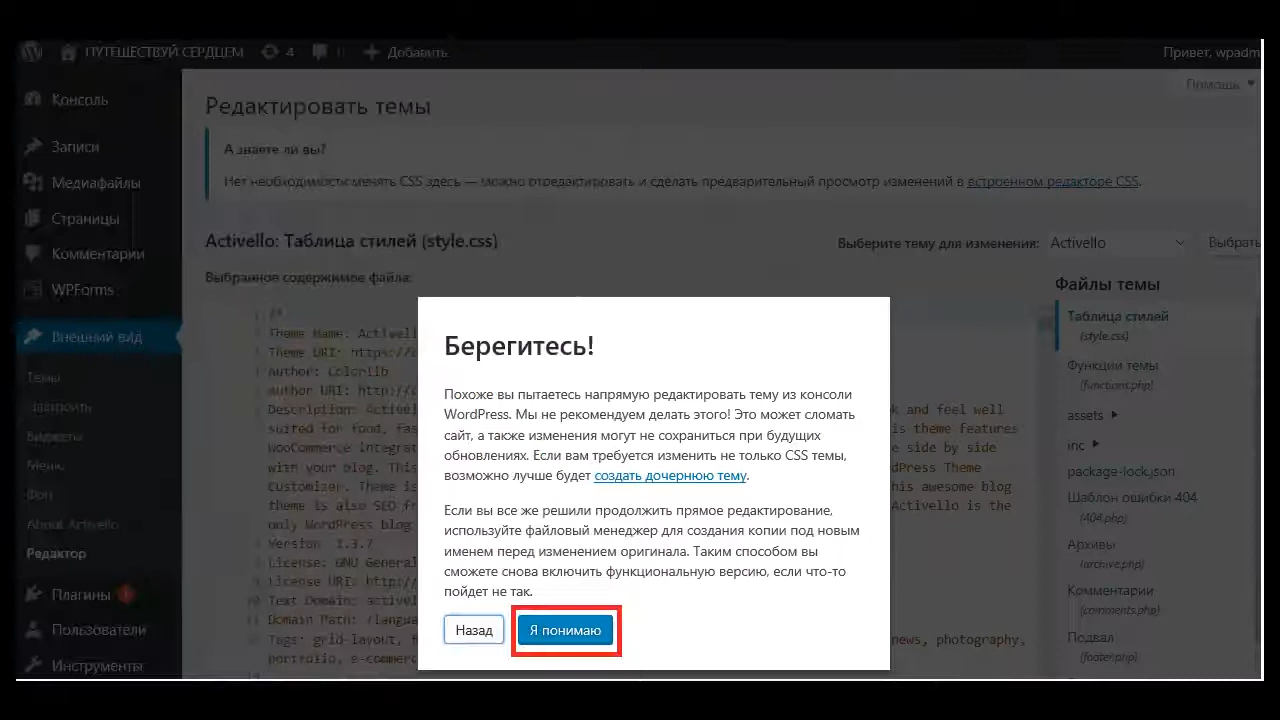 ПУТЕШЕСТВУЙ СЕРДЦЕМ 4 Добавить Привет, wpadm
Помощь
Консоль
Записи
Медиафайлы
Страницы
Комментарии
WPForms
Внешний вид
Темы
Настроить
Виджеты
Меню
Фон
About Activello
Редактор
Плагины 1
Пользователи
Инструменты
Редактировать темы
А знаете ли вы?
Нет необходимости менять CSS здесь — можно отредактировать и сделать предварительный просмотр изменений в встроенном редакторе CSS.
Activello: Таблица стилей (style.css)
Выберите тему для изменения: Activello Выбрать
Выбранное содержимое файла:
/*
Theme Name: Activell
Theme URI: https://c
Author: Colorlib
Author URI: http://c
Description: Activel k and feel well
suited for food, fas is theme features
WooCommerce integrat e side by side
with your blog. This rdPress Theme
Customizer. Theme is his awesome blog
theme is also SEO fr Activello is the
only WordPress blog
Version: 1.3.7
License: GNU General
License URI: http://
Text Domain: activel
Domain Path: /langua
Tags: grid-layout, news, photography,
portfolio, e-commerc
Берегитесь!
Похоже вы пытаетесь напрямую редактировать тему из консоли
WordPress. Мы не рекомендуем делать этого! Это может сломать
сайт, а также изменения могут не сохраниться при будущих
обновлениях. Если вам требуется изменить не только CSS темы,
возможно лучше будет создать дочернюю тему.
Если вы все же решили продолжить прямое редактирование,
используйте файловый менеджер для создания копии под новым
именем перед изменением оригинала. Таким способом вы
сможете снова включить функциональную версию, если что-то
пойдет не так.
Назад Я понимаю
Файлы темы
Таблица стилей
(style.css)
Функции темы
(functions.php)
assets
inc
package-lock.json
Шаблон ошибки 404
(404.php)
Архивы
(archive.php)
Комментарии
(comments.php)
Подвал
(footer.php)